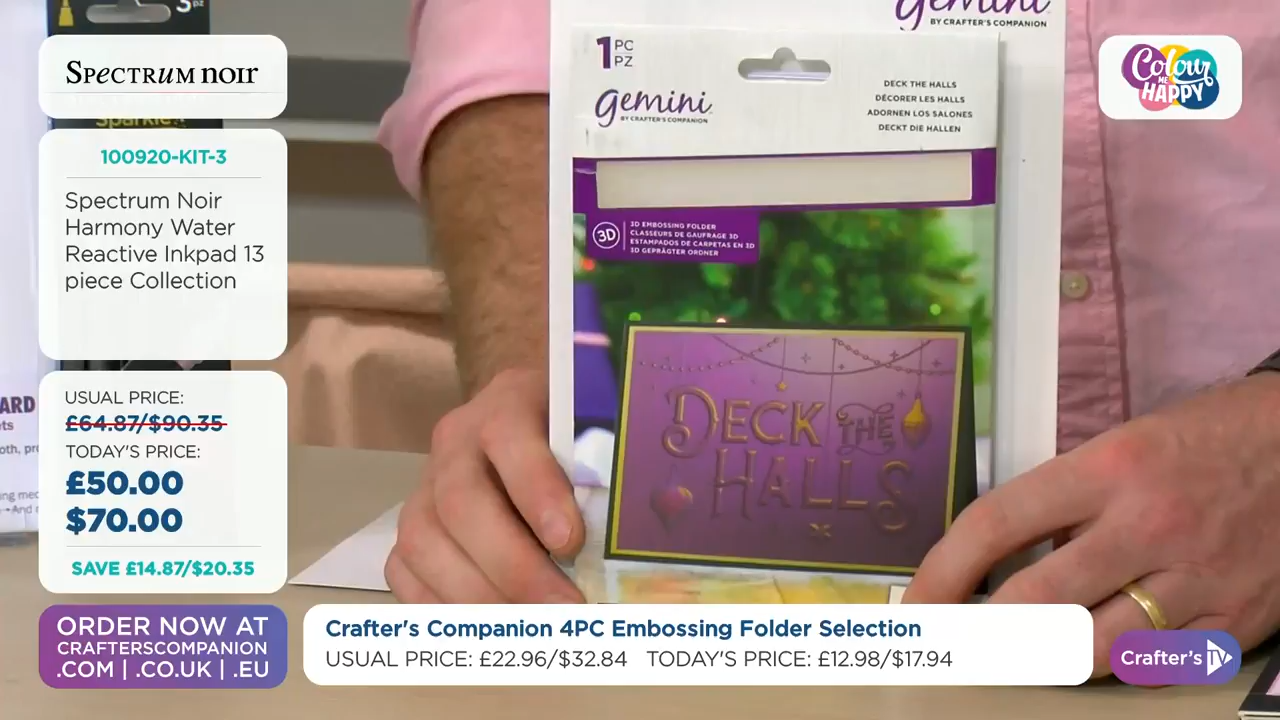 3 pz
SPECTRUM NOIR
Sparkle
100920-KIT-3
Spectrum Noir
Harmony Water
Reactive Inkpad 13
piece Collection
USUAL PRICE:
£64.87/$90.35
TODAY'S PRICE:
£50.00
$70.00
SAVE £14.87/$20.35
ORDER NOW AT
CRAFTERSCOMPANION
.COM | .CO.UK | .EU
ARD
gemini
BY CRAFTER'S COMPANION
1 PC
PZ
gemini
BY CRAFTER'S COMPANION
DECK THE HALLS
DÉCORER LES HALLS
ADORNEN LOS SALONES
DECKT DIE HALLEN
3D
3D EMBOSSING FOLDER
CLASSEURS DE GAUFRAGE 3D
ESTAMPADOS DE CARPETAS EN 3D
3D GEPRÄGTER ORDNER
DECK THE
HALLS
Colour
ME
HAPPY
Crafter's Companion 4PC Embossing Folder Selection
USUAL PRICE: £22.96/$32.84 TODAY'S PRICE: £12.98/$17.94
Crafter's TV